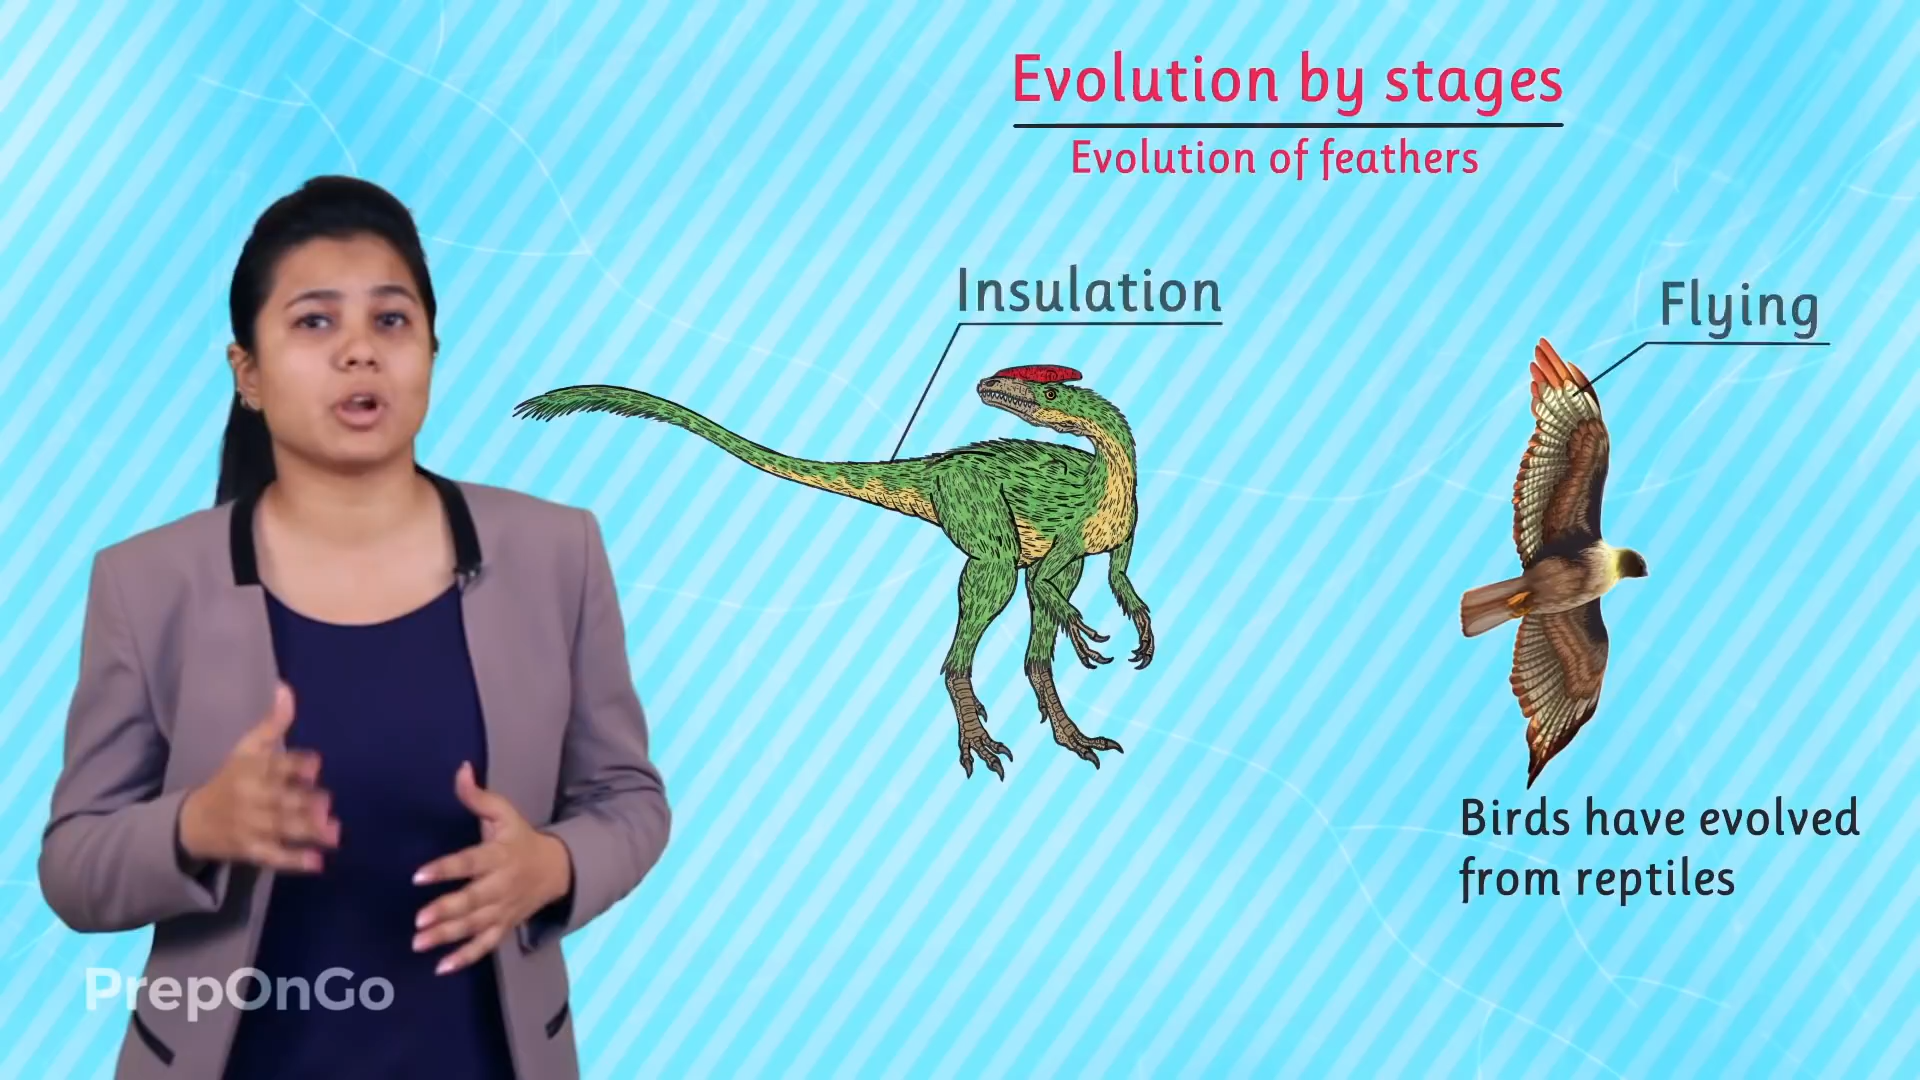 Evolution by stages
Evolution of feathers
Insulation
Flying
Birds have evolved
from reptiles
PrepOnGo